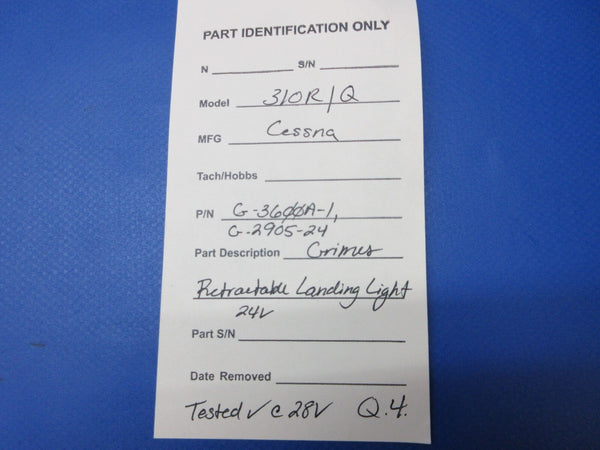 PART IDENTIFICATION ONLY
N S/N
Model 310R/Q
MFG Cessna
Tach/Hobbs
P/N G-3600A-1,
G-2905-24
Part Description Grimes
Retractable Landing Light
24V
Part S/N
Date Removed
Tested ✓ @ 28V Q.4.